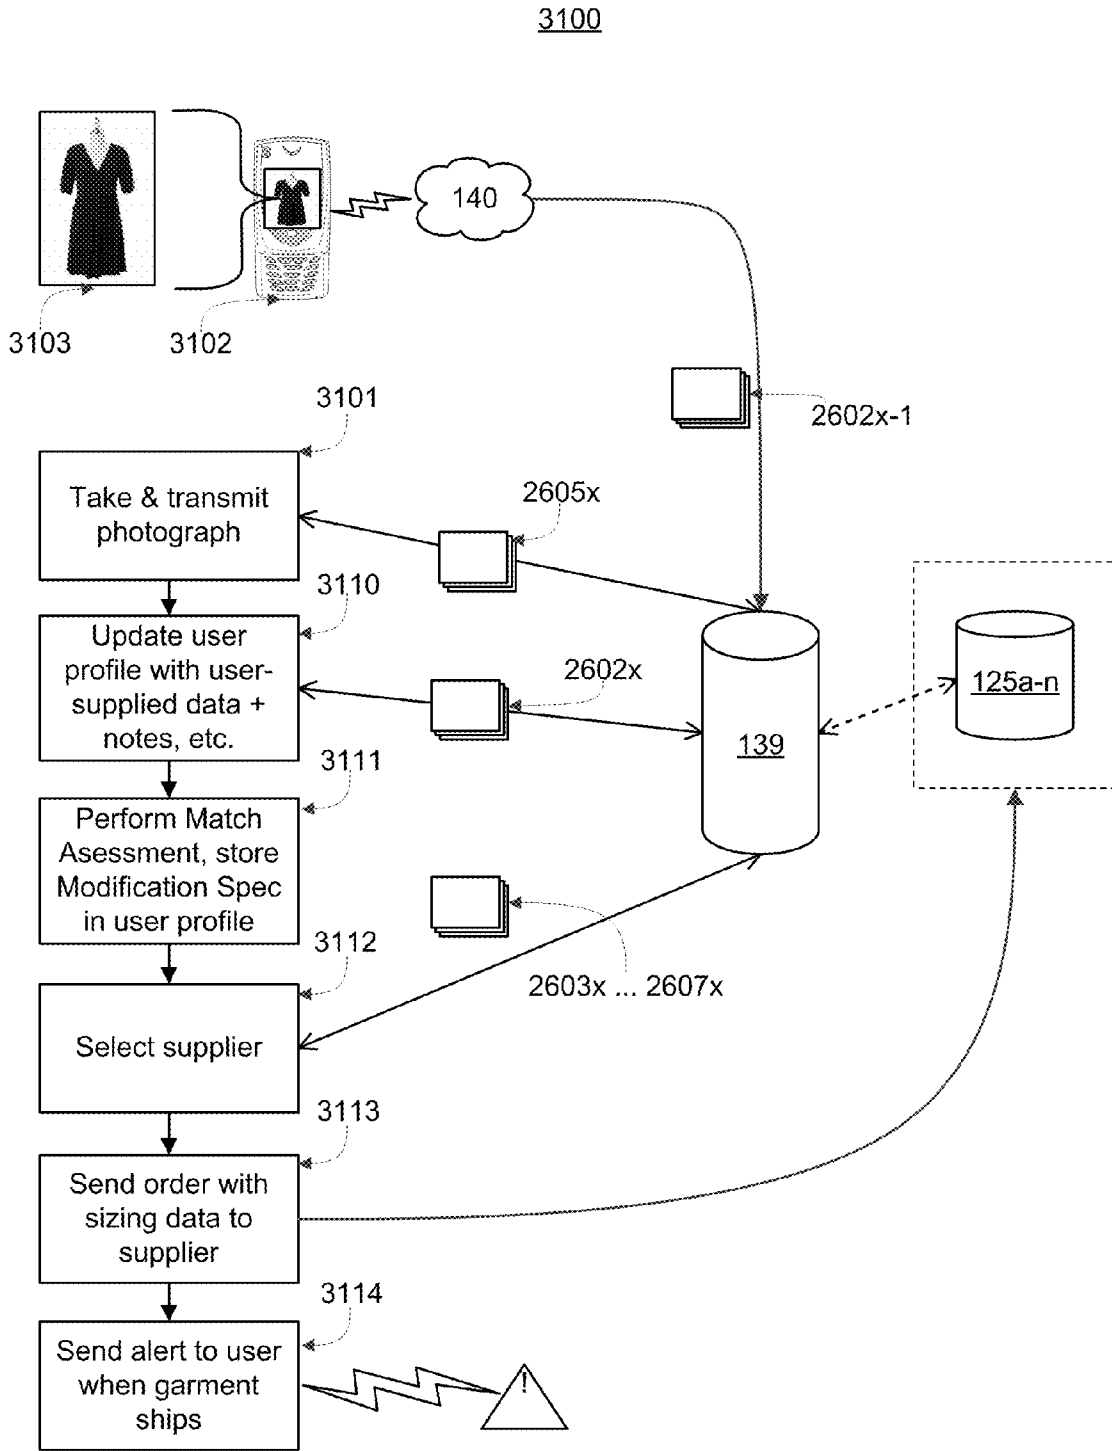 3100
140
3103
3102
2602x-1
3101
Take & transmit
photograph
2605x
3110
Update user
profile with user-
supplied data +
notes, etc.
2602x
139
125a-n
3111
Perform Match
Asessment, store
Modification Spec
in user profile
2603x ... 2607x
3112
Select supplier
3113
Send order with
sizing data to
supplier
3114
Send alert to user
when garment
ships
!